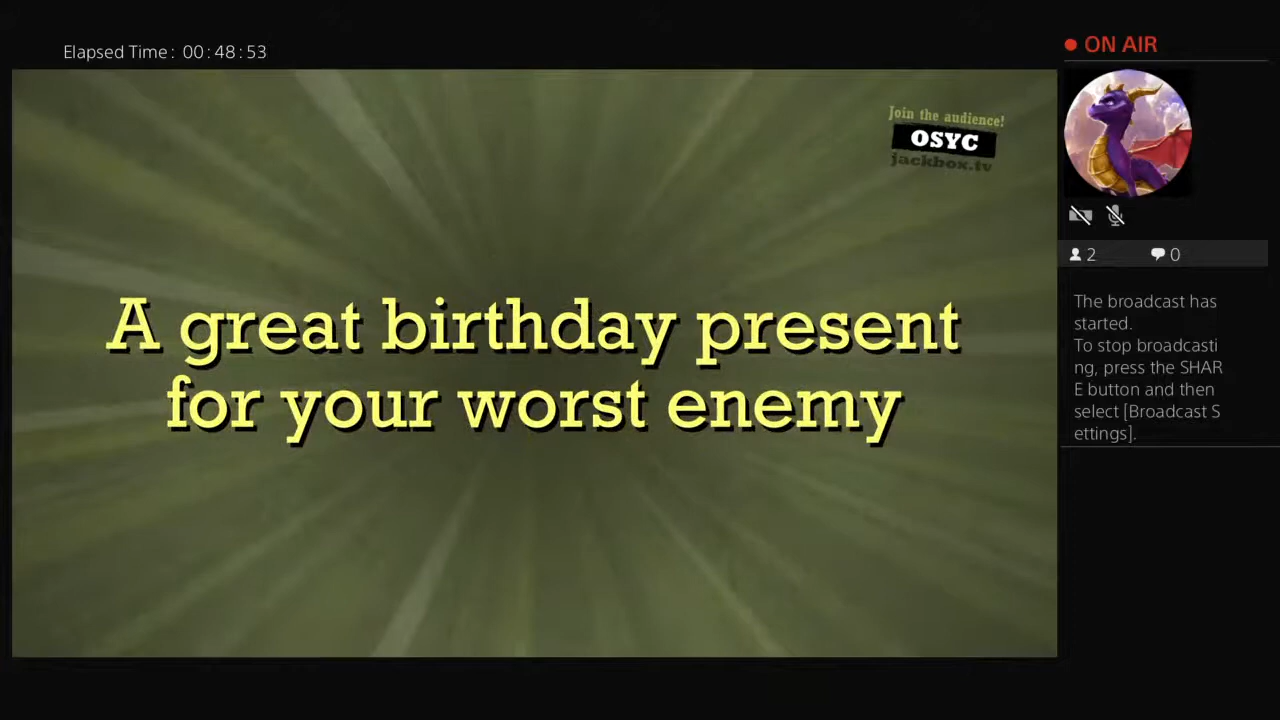 Elapsed Time: 00:48:53
ON AIR
Join the audience!
OSYC
jackbox.tv
A great birthday present
for your worst enemy
2
0
The broadcast has
started.
To stop broadcasti
ng, press the SHAR
E button and then
select [Broadcast S
ettings].